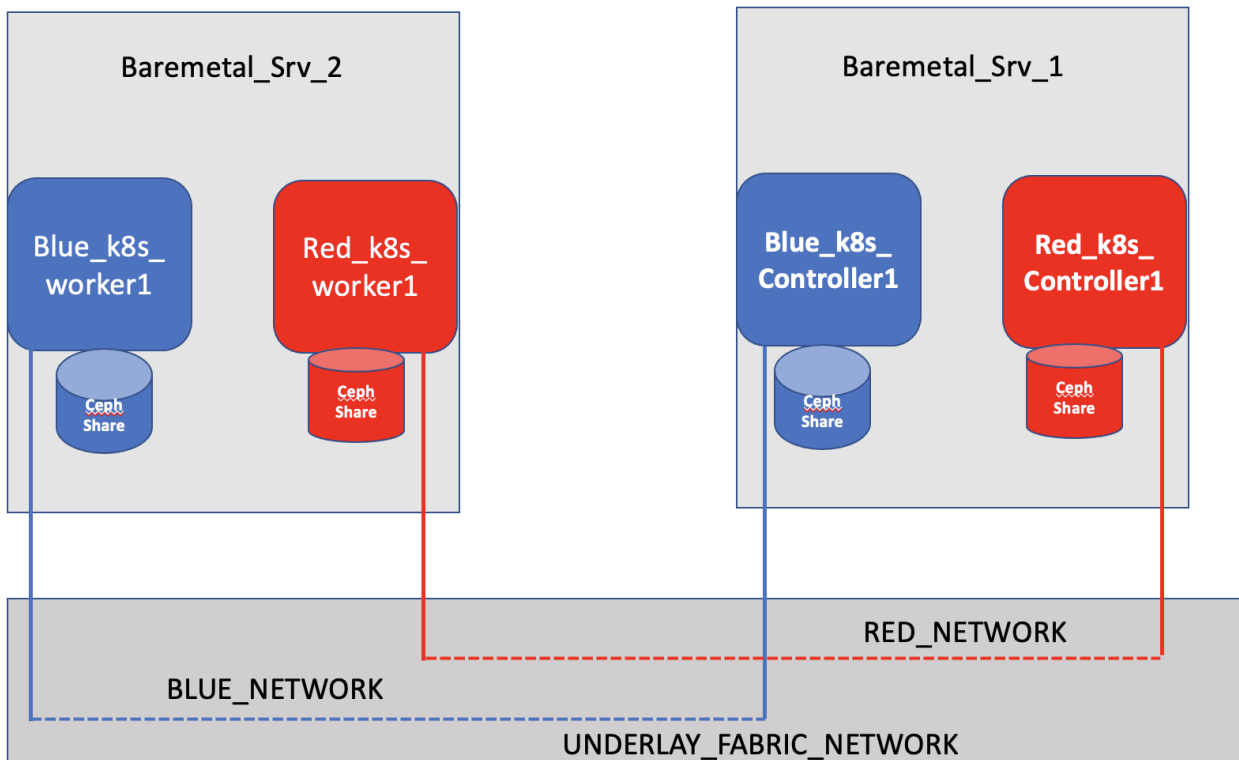 Baremetal_Srv_2
Baremetal_Srv_1
Blue_k8s_
worker1
Red_k8s_
worker1
Blue_k8s_
Controller1
Red_k8s_
Controller1
Ceph
Share
Ceph
Share
Ceph
Share
Ceph
Share
RED_NETWORK
BLUE_NETWORK
UNDERLAY_FABRIC_NETWORK